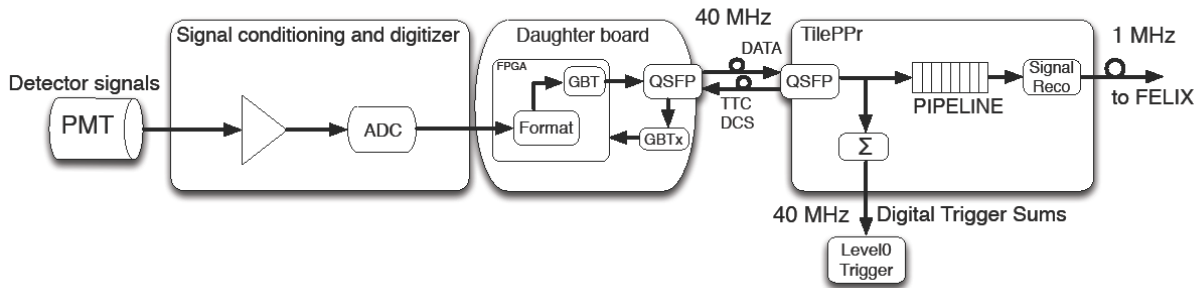 Signal conditioning and digitizer
Daughter board
40 MHz
TilePPr
1 MHz
Detector signals
PMT
ADC
FPGA
GBT
Format
QSFP
GBTx
DATA
TTC
DCS
QSFP
PIPELINE
Signal
Reco
to FELIX
Σ
40 MHz
Digital Trigger Sums
Level0
Trigger